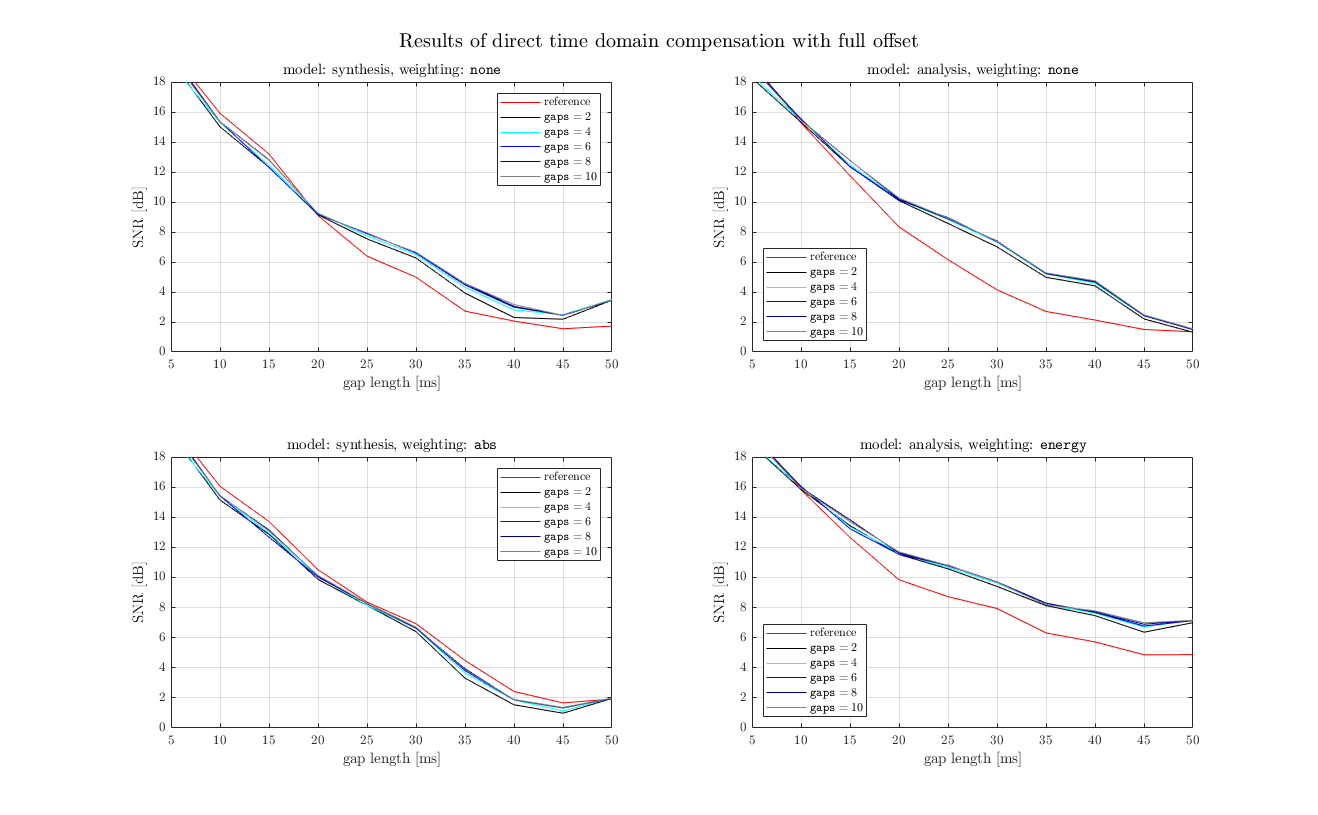 Results of direct time domain compensation with full offset
model: synthesis, weighting: none
18
16
14
12
10
8
6
4
2
0
SNR [dB]
5 10 15 20 25 30 35 40 45 50
gap length [ms]
reference
gaps = 2
gaps = 4
gaps = 6
gaps = 8
gaps = 10
model: analysis, weighting: none
18
16
14
12
10
8
6
4
2
0
SNR [dB]
5 10 15 20 25 30 35 40 45 50
gap length [ms]
reference
gaps = 2
gaps = 4
gaps = 6
gaps = 8
gaps = 10
model: synthesis, weighting: abs
18
16
14
12
10
8
6
4
2
0
SNR [dB]
5 10 15 20 25 30 35 40 45 50
gap length [ms]
reference
gaps = 2
gaps = 4
gaps = 6
gaps = 8
gaps = 10
model: analysis, weighting: energy
18
16
14
12
10
8
6
4
2
0
SNR [dB]
5 10 15 20 25 30 35 40 45 50
gap length [ms]
reference
gaps = 2
gaps = 4
gaps = 6
gaps = 8
gaps = 10